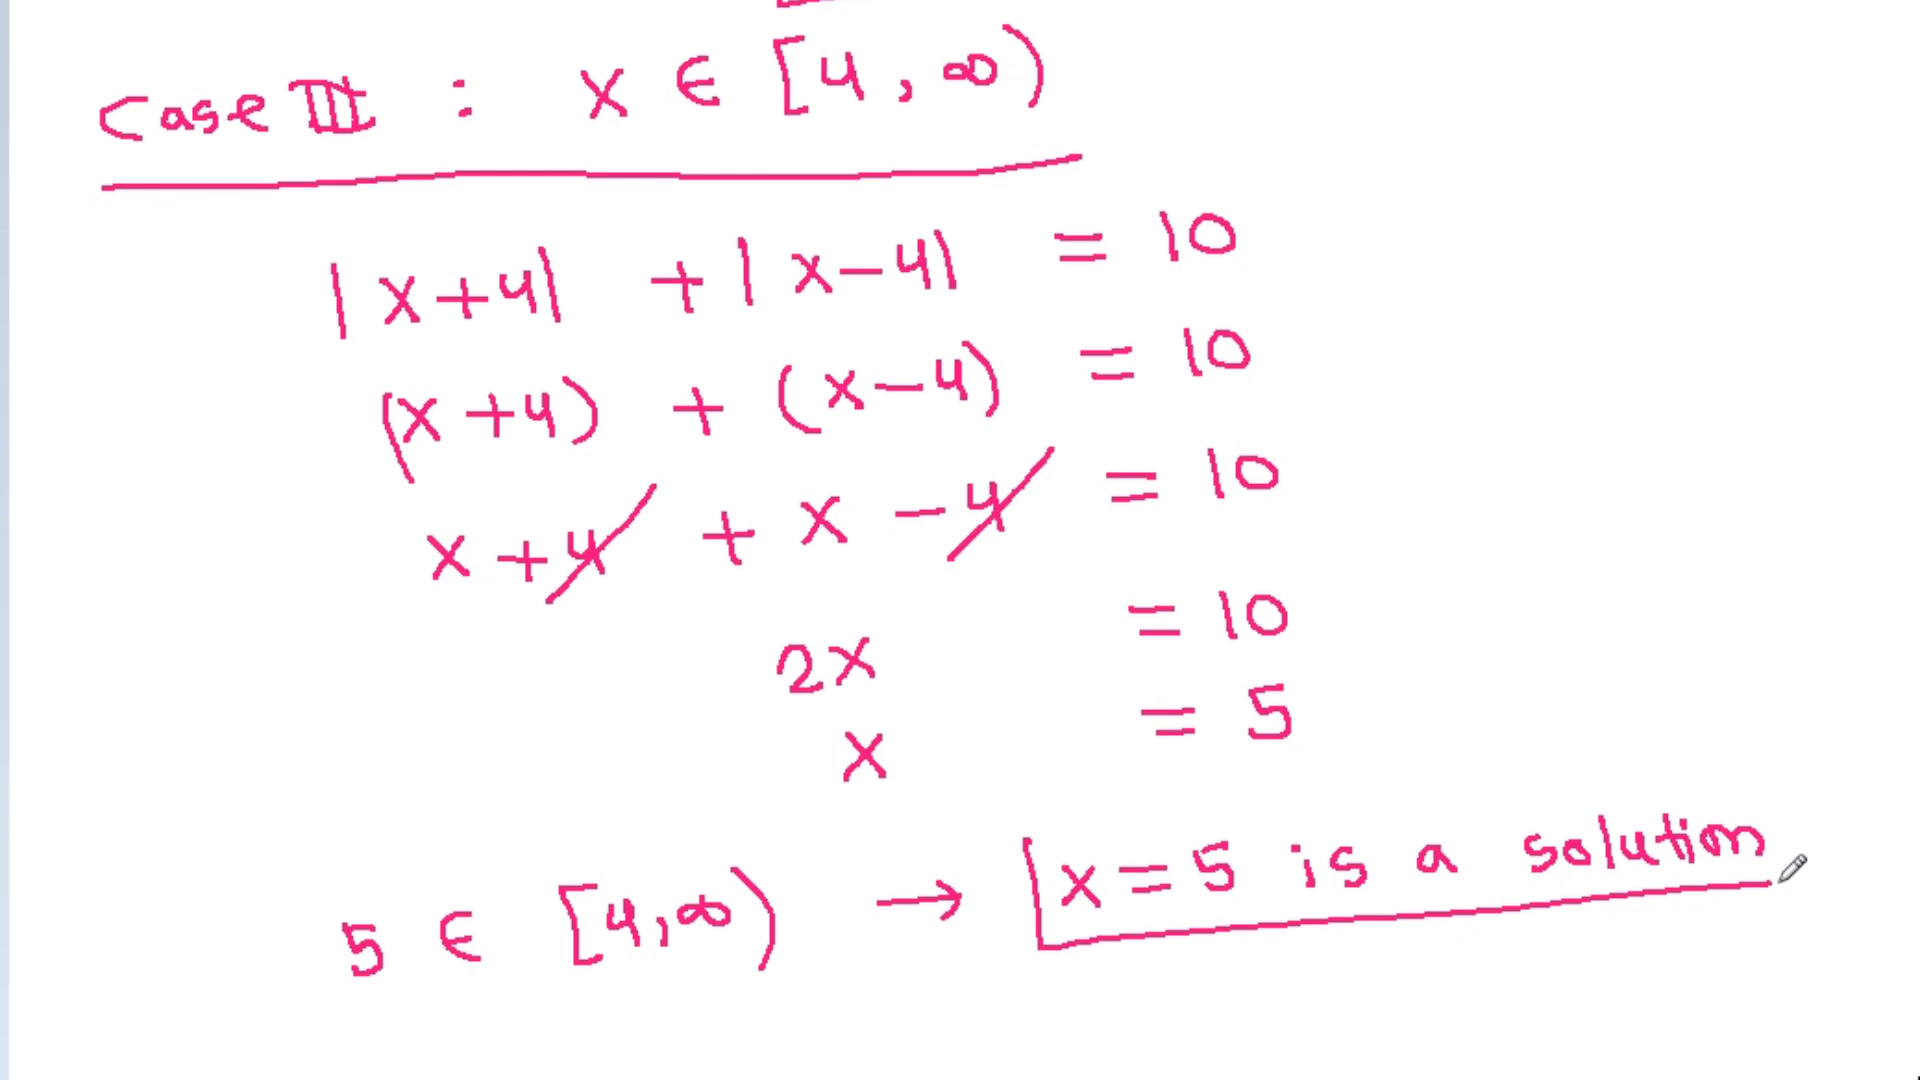 Case III : x ∈ [4, ∞)
|x+4| + |x-4| = 10
(x+4) + (x-4) = 10
x+4 + x-4 = 10
2x = 10
x = 5
5 ∈ [4,∞) → x=5 is a solution